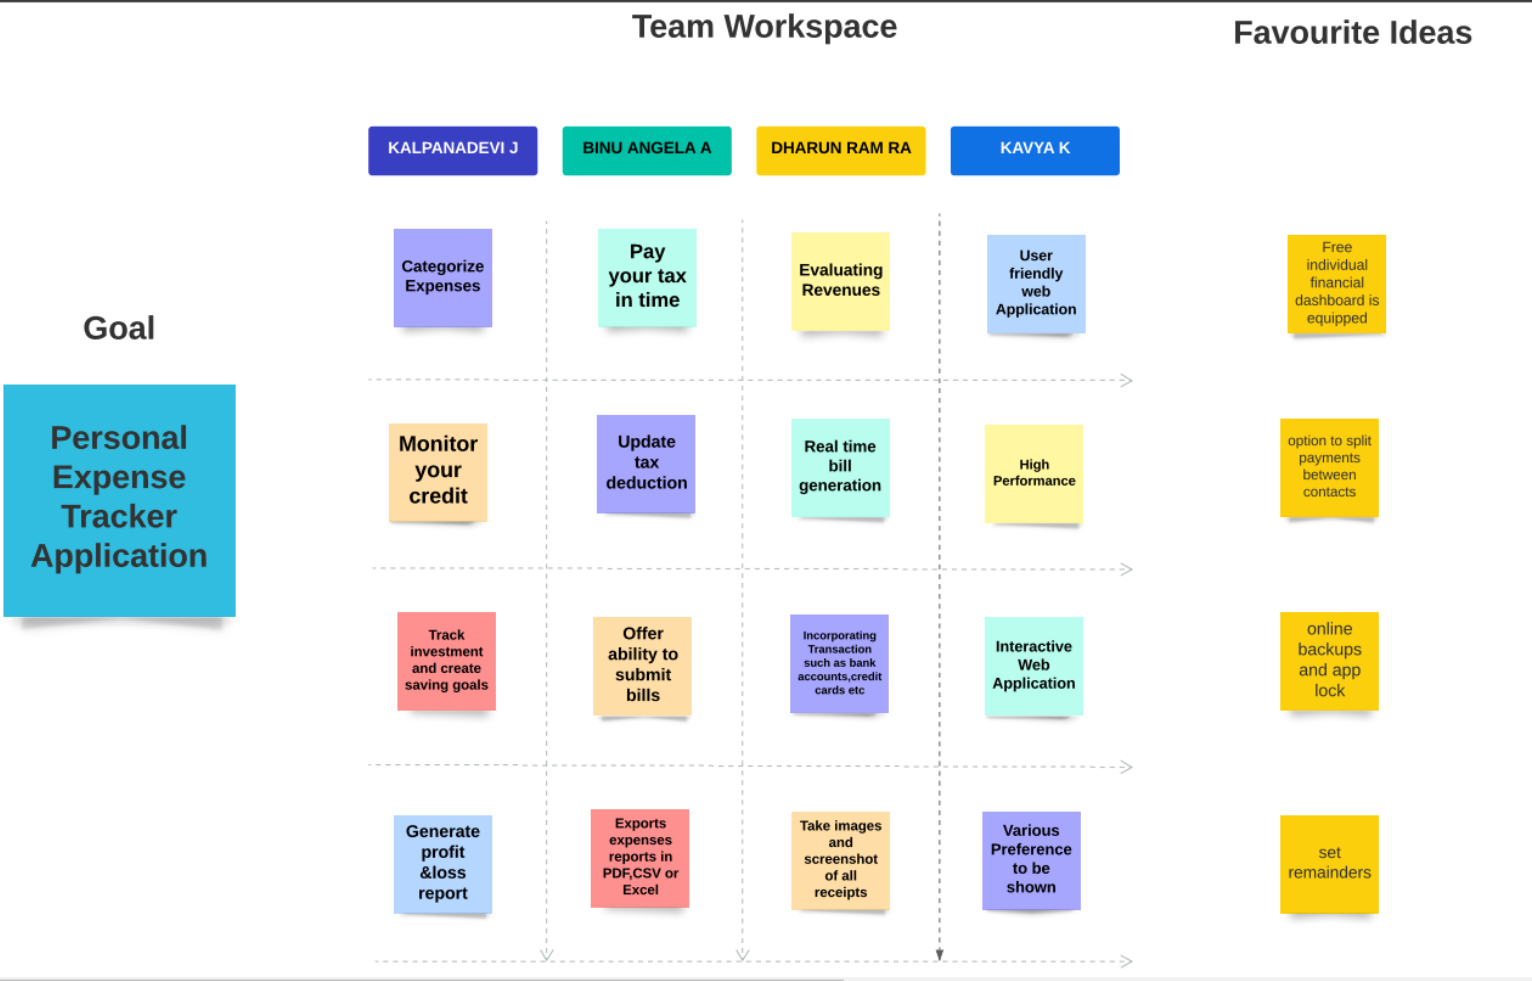 Team Workspace
Favourite Ideas
KALPANADEVI J
BINU ANGELA A
DHARUN RAM RA
KAVYA K
Categorize
Expenses
Pay
your tax
in time
Evaluating
Revenues
User
friendly
web
Application
Free
individual
financial
dashboard is
equipped
Goal
Personal
Expense
Tracker
Application
Monitor
your
credit
Update
tax
deduction
Real time
bill
generation
High
Performance
option to split
payments
between
contacts
Track
investment
and create
saving goals
Offer
ability to
submit
bills
Incorporating
Transaction
such as bank
accounts,credit
cards etc
Interactive
Web
Application
online
backups
and app
lock
Generate
profit
&loss
report
Exports
expenses
reports in
PDF,CSV or
Excel
Take images
and
screenshot
of all
receipts
Various
Preference
to be
shown
set
remainders